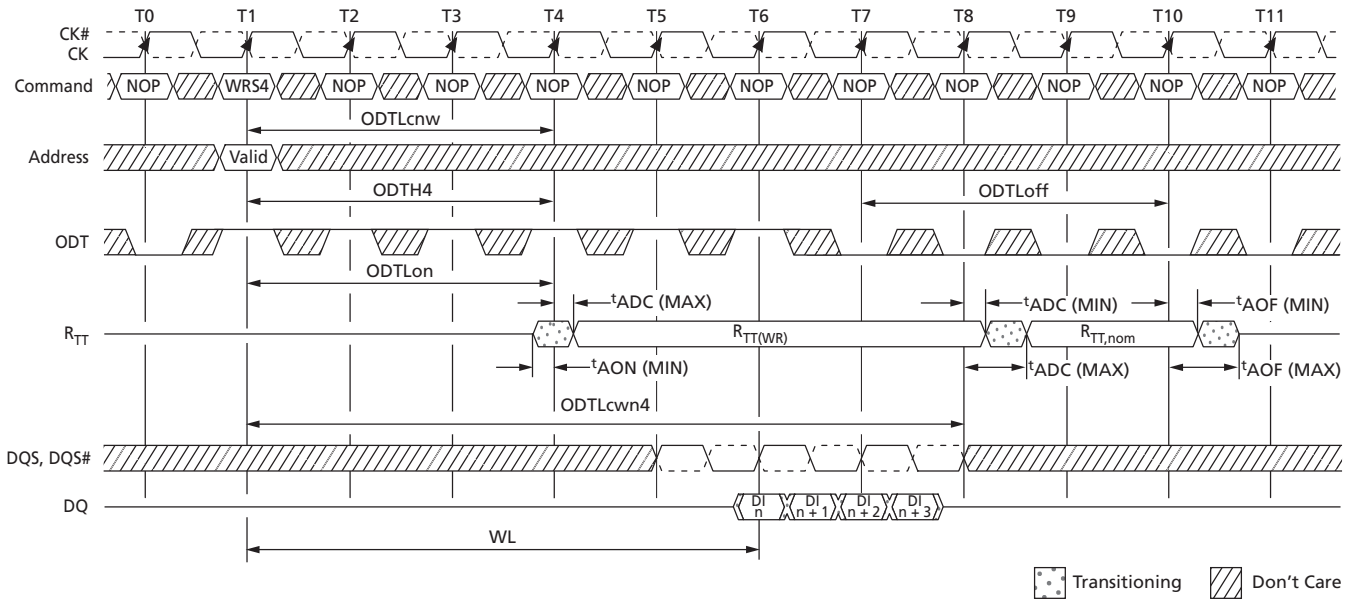 T0 T1 T2 T3 T4 T5 T6 T7 T8 T9 T10 T11
CK#
CK
Command NOP WRS4 NOP NOP NOP NOP NOP NOP NOP NOP NOP NOP
ODTLcnw
Address Valid
ODTH4 ODTLoff
ODT
ODTLon
tADC (MAX) tADC (MIN) tAOF (MIN)
RTT RTT(WR) RTT,nom
tAON (MIN) tADC (MAX) tAOF (MAX)
ODTLcwn4
DQS, DQS#
DQ DI n DI n + 1 DI n + 2 DI n + 3
WL
Transitioning Don't Care